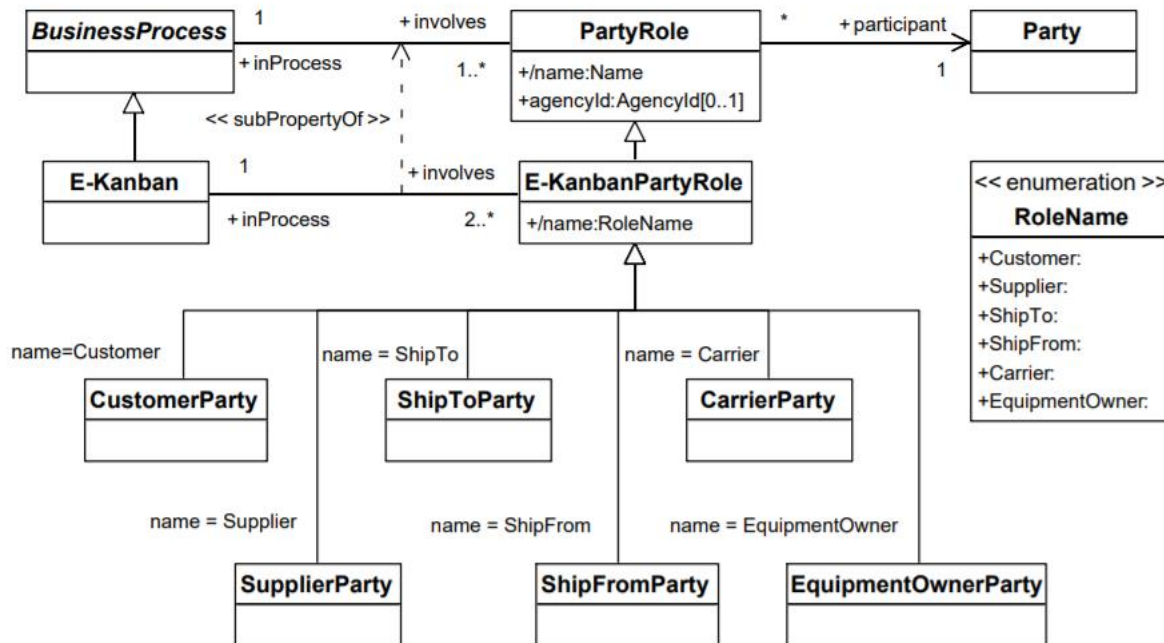 BusinessProcess
1
+ involves
+ inProcess
1..*
PartyRole
+/name:Name
+agencyId:AgencyId[0..1]
*
+ participant
1
Party
<< subPropertyOf >>
E-Kanban
1
+ involves
+ inProcess
2..*
E-KanbanPartyRole
+/name:RoleName
<< enumeration >>
RoleName
+Customer:
+Supplier:
+ShipTo:
+ShipFrom:
+Carrier:
+EquipmentOwner:
name=Customer
name = ShipTo
name = Carrier
CustomerParty
ShipToParty
CarrierParty
name = Supplier
name = ShipFrom
name = EquipmentOwner
SupplierParty
ShipFromParty
EquipmentOwnerParty